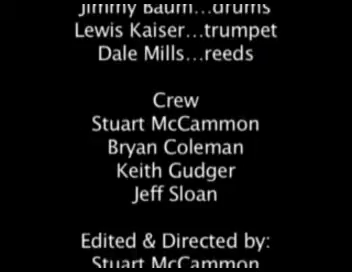 Jimmy Baum...drums
Lewis Kaiser...trumpet
Dale Mills...reeds
Crew
Stuart McCammon
Bryan Coleman
Keith Gudger
Jeff Sloan
Edited & Directed by:
Stuart McCammon